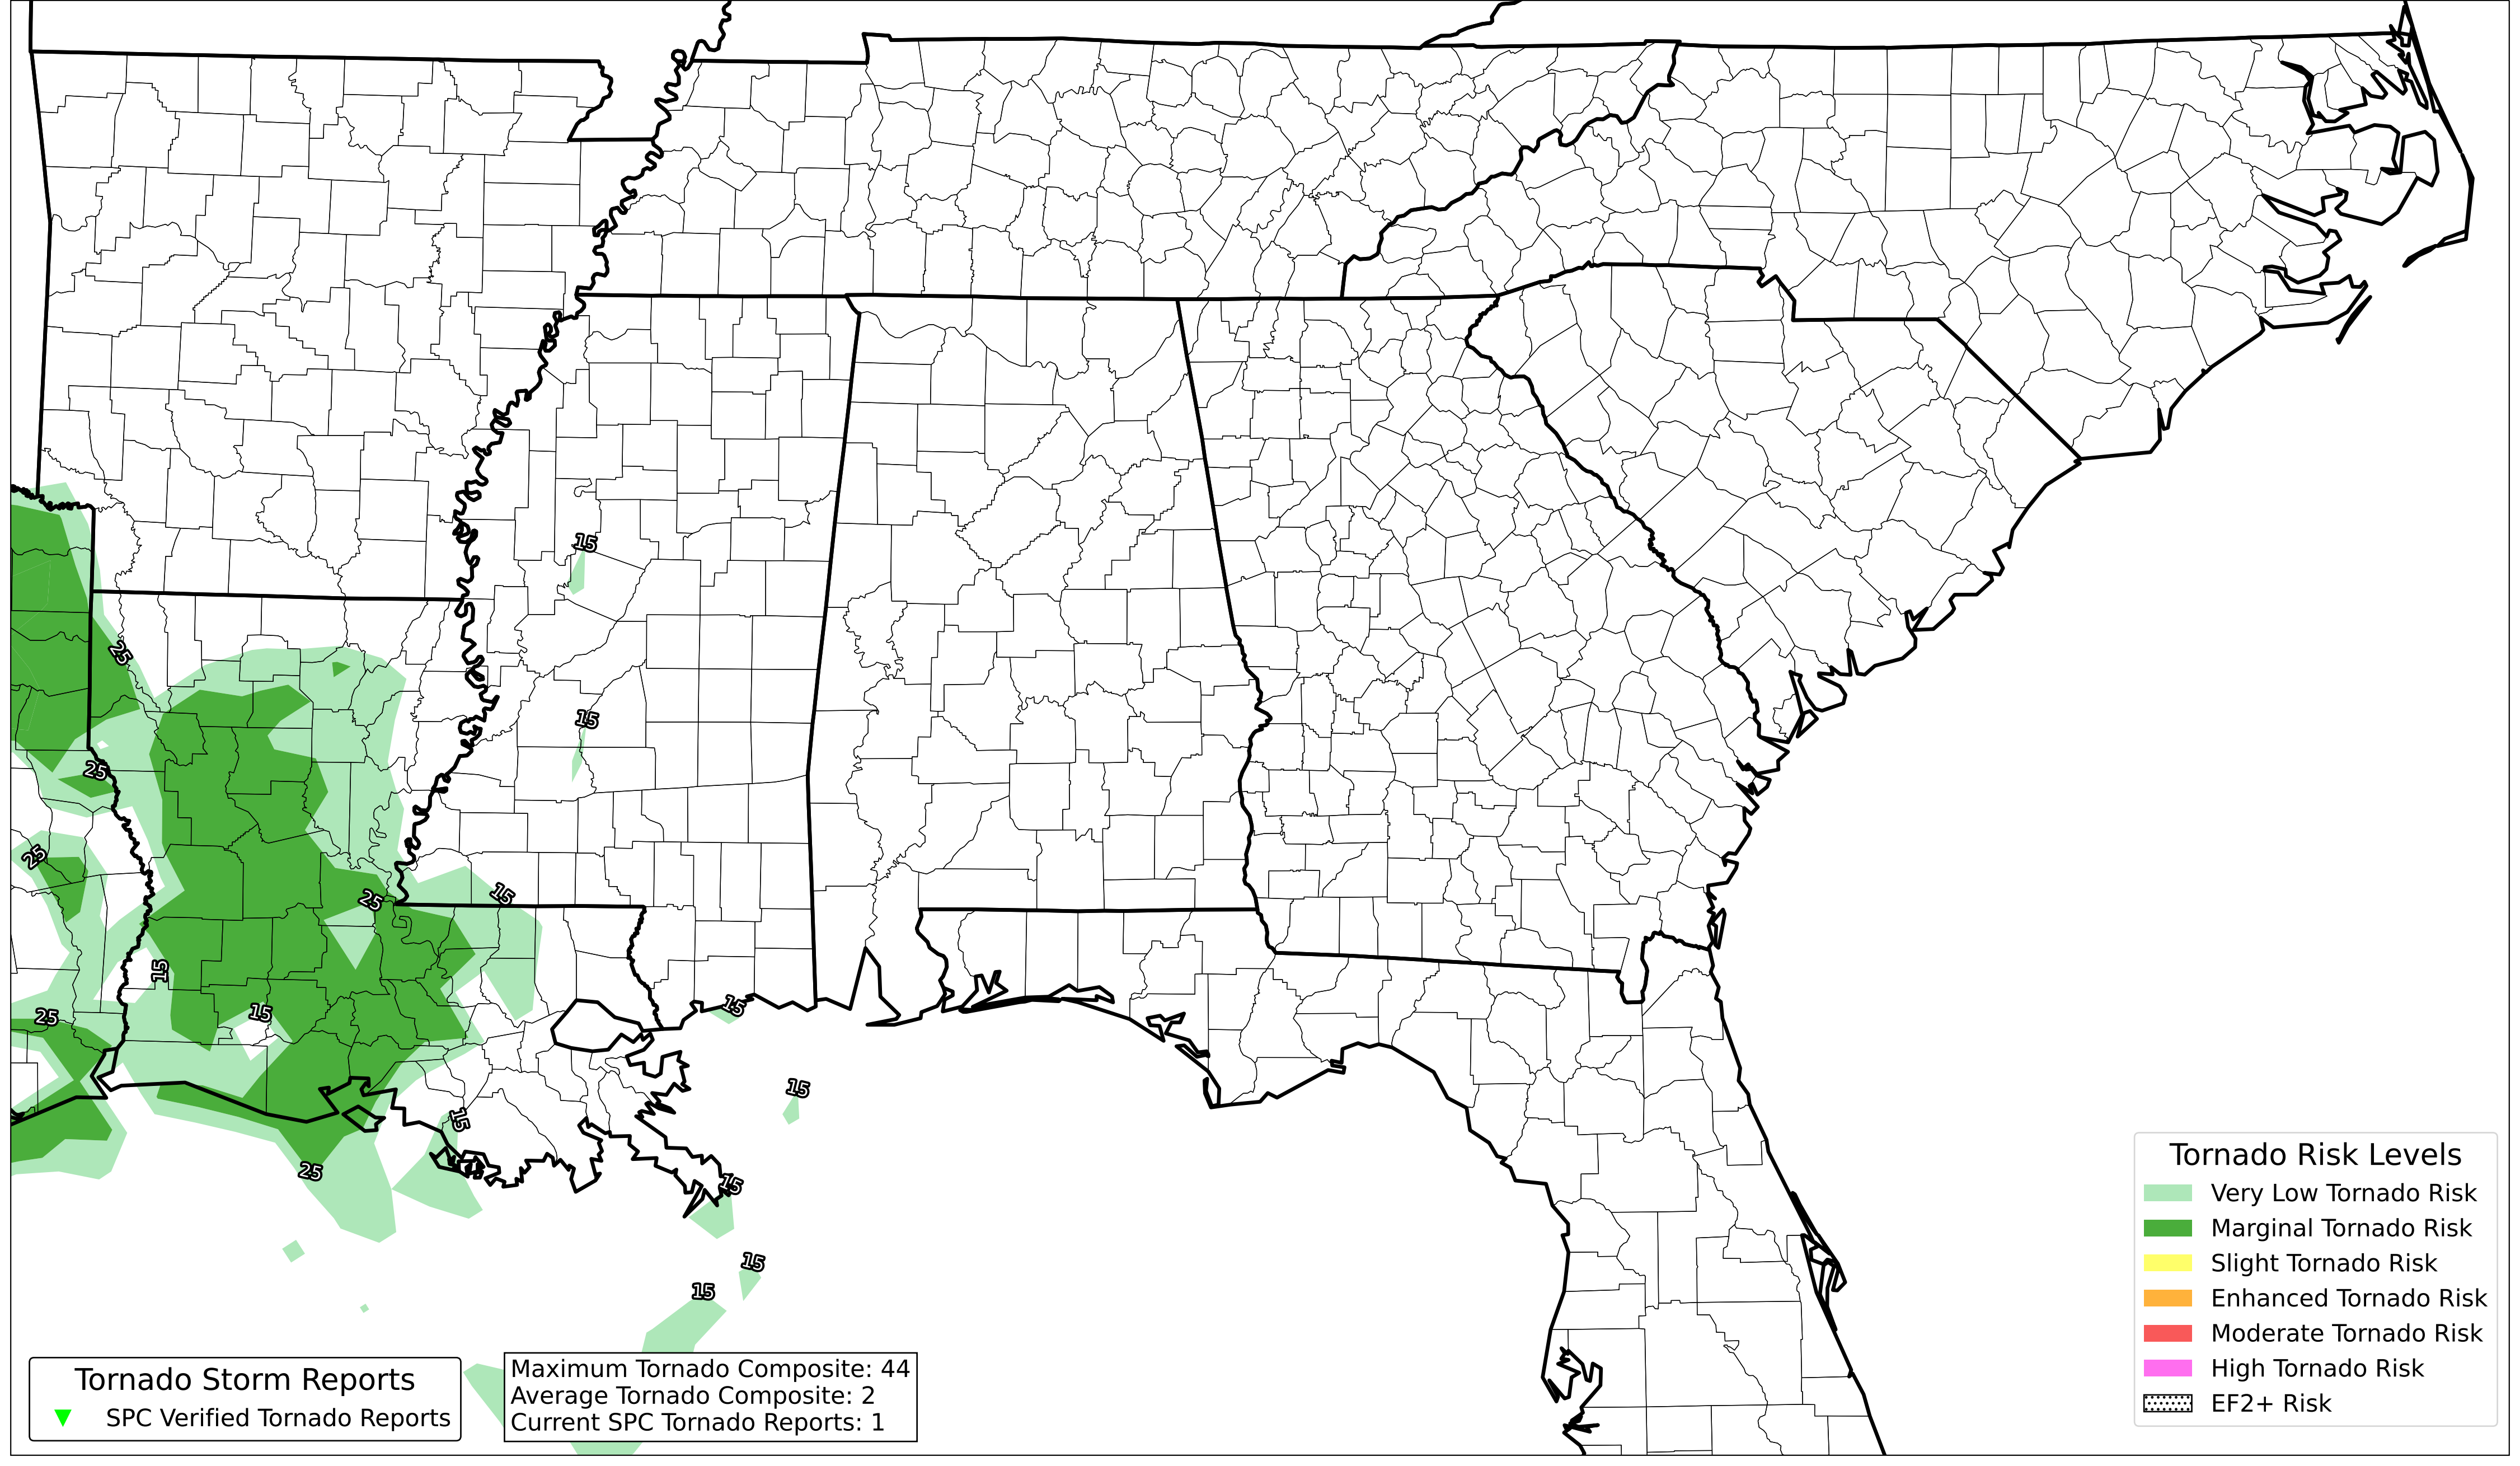 15
25
15
25
25
25
15
15
25
15
15
15
15
25
15
15
15
Tornado Risk Levels
Very Low Tornado Risk
Marginal Tornado Risk
Slight Tornado Risk
Enhanced Tornado Risk
Moderate Tornado Risk
High Tornado Risk
EF2+ Risk
Tornado Storm Reports
SPC Verified Tornado Reports
Maximum Tornado Composite: 44
Average Tornado Composite: 2
Current SPC Tornado Reports: 1